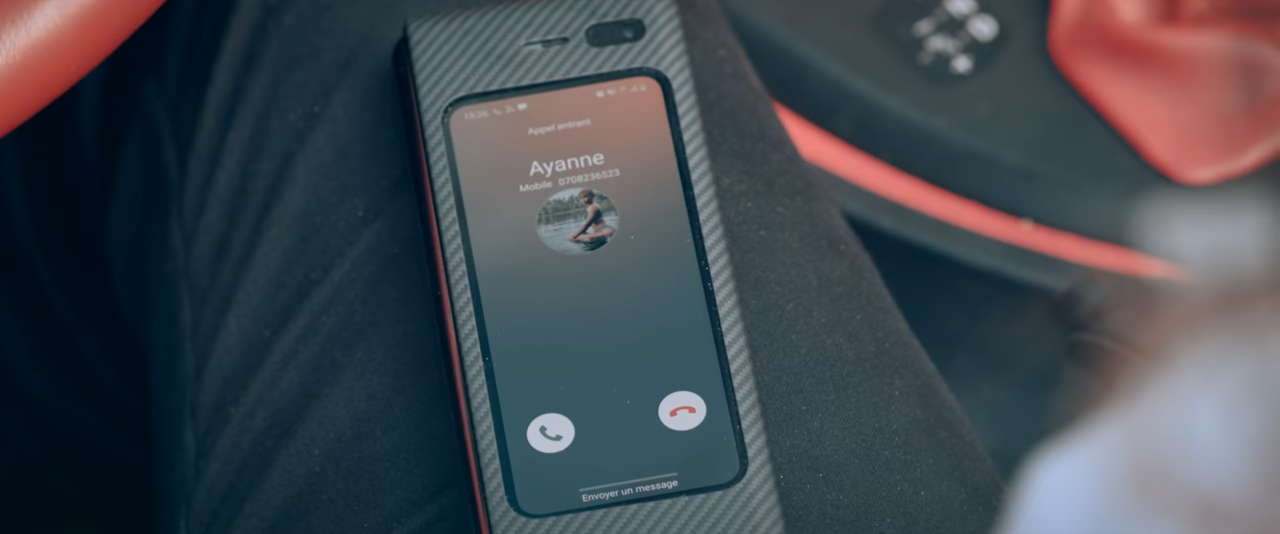 Appel entrant
Ayanne
Mobile 0708236523
Envoyer un message